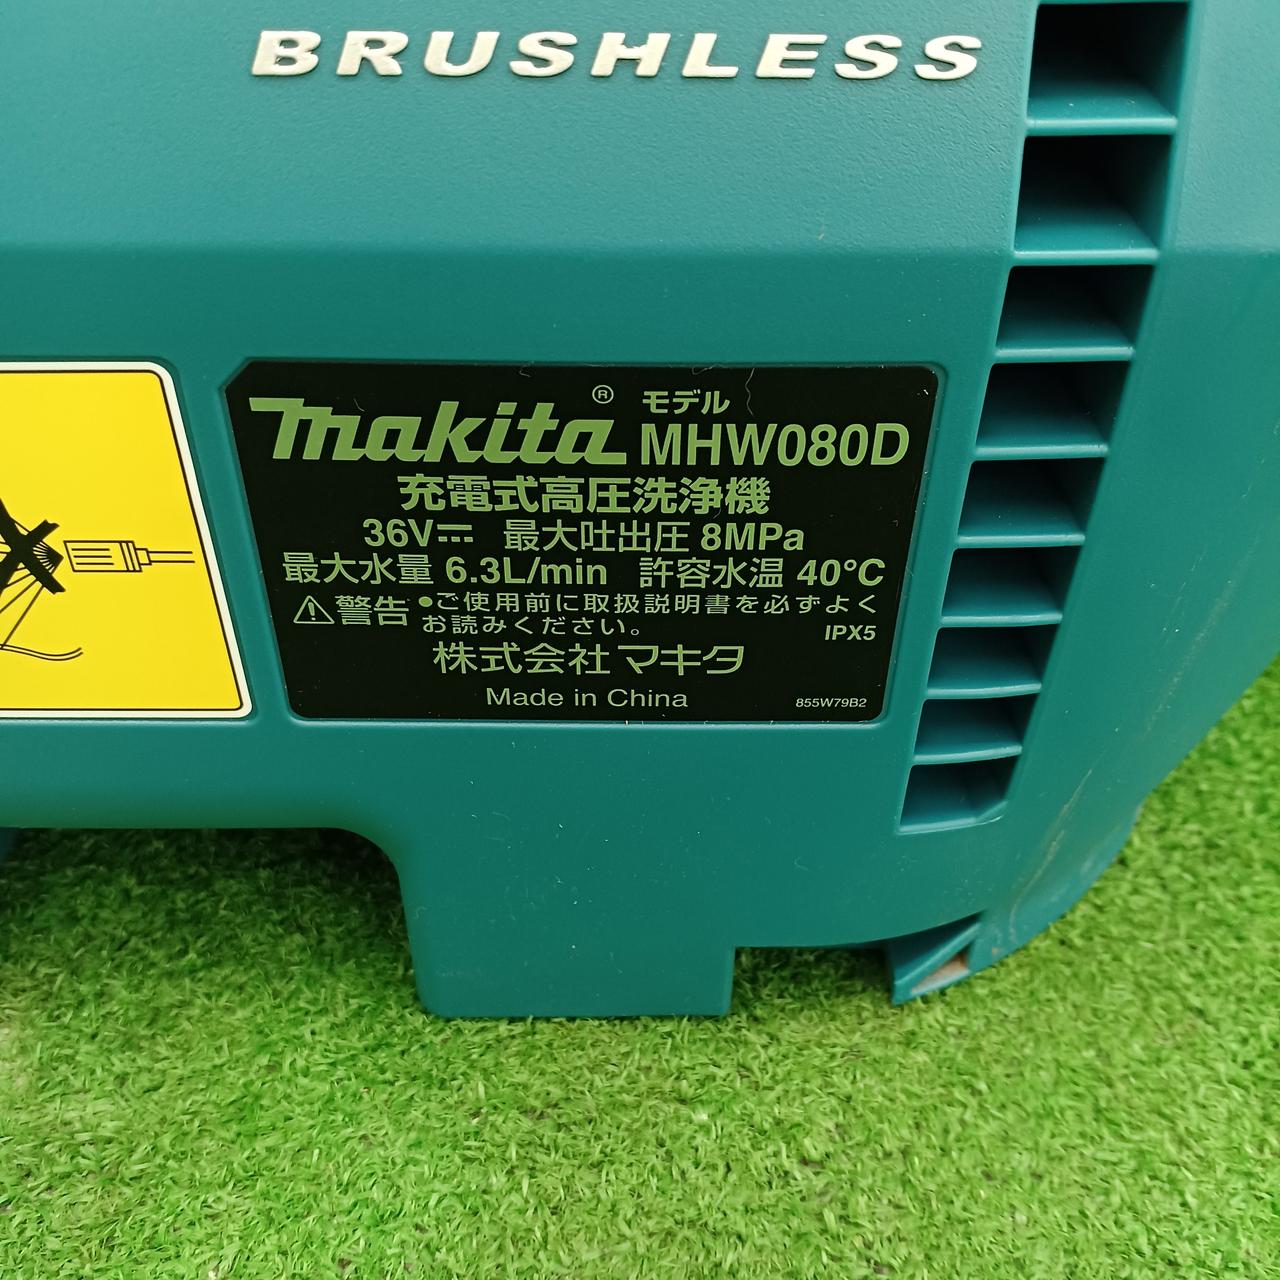 BRUSHLESS
makita® モデル
MHW080D
充電式高圧洗浄機
36V⎓ 最大吐出圧 8MPa
最大水量 6.3L/min 許容水温 40°C
⚠警告 ●ご使用前に取扱説明書を必ずよく
お読みください。 IPX5
株式会社マキタ
Made in China 855W79B2